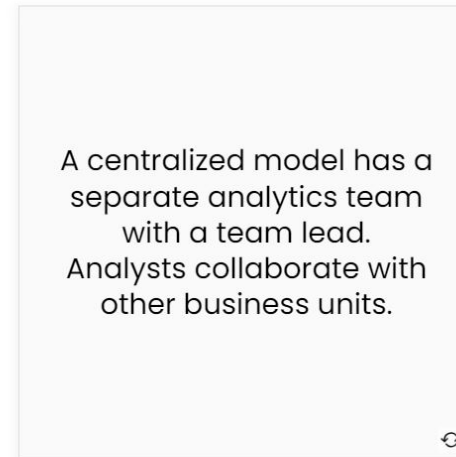 A centralized model has a
separate analytics team
with a team lead.
Analysts collaborate with
other business units.